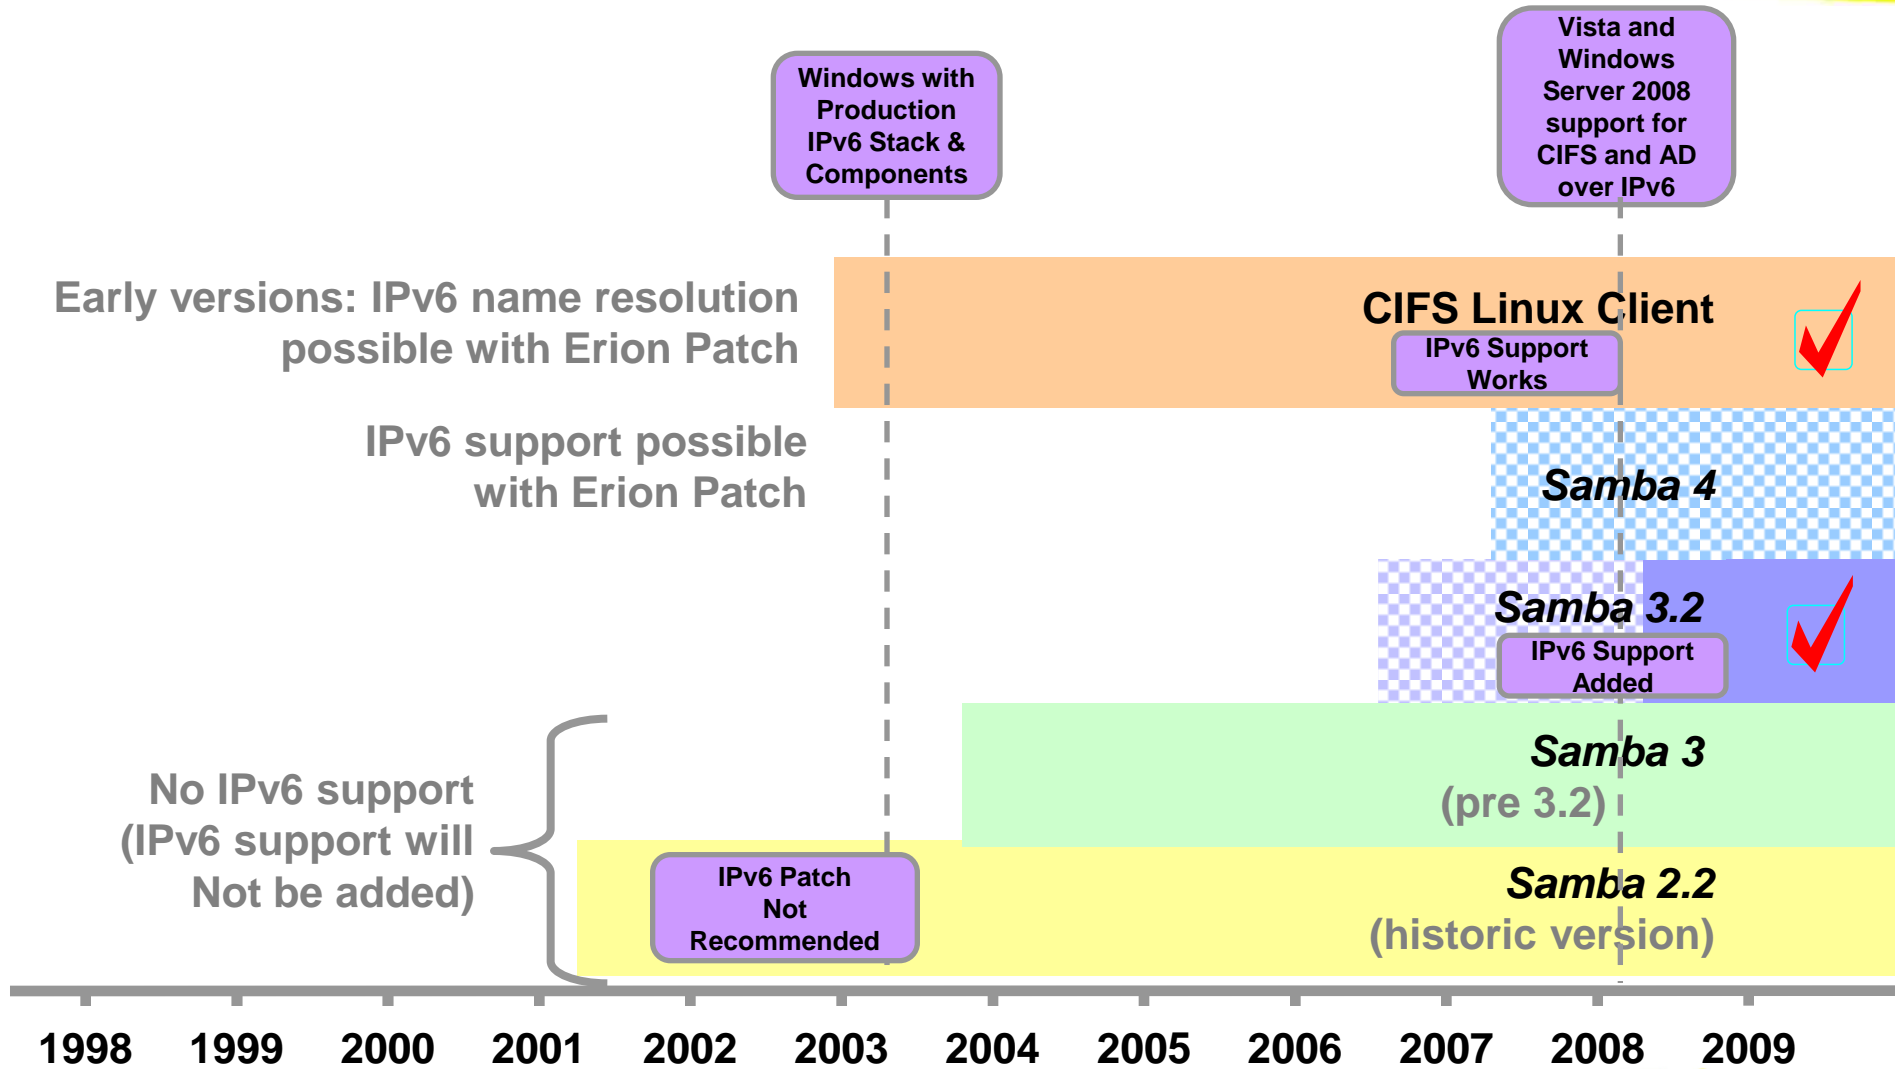 Windows with
Production
IPv6 Stack &
Components
Vista and
Windows
Server 2008
support for
CIFS and AD
over IPv6
Early versions: IPv6 name resolution
possible with Erion Patch
CIFS Linux Client
IPv6 Support
Works
IPv6 support possible
with Erion Patch
Samba 4
Samba 3.2
IPv6 Support
Added
No IPv6 support
(IPv6 support will
Not be added)
Samba 3
(pre 3.2)
IPv6 Patch
Not
Recommended
Samba 2.2
(historic version)
1998 1999 2000 2001 2002 2003 2004 2005 2006 2007 2008 2009